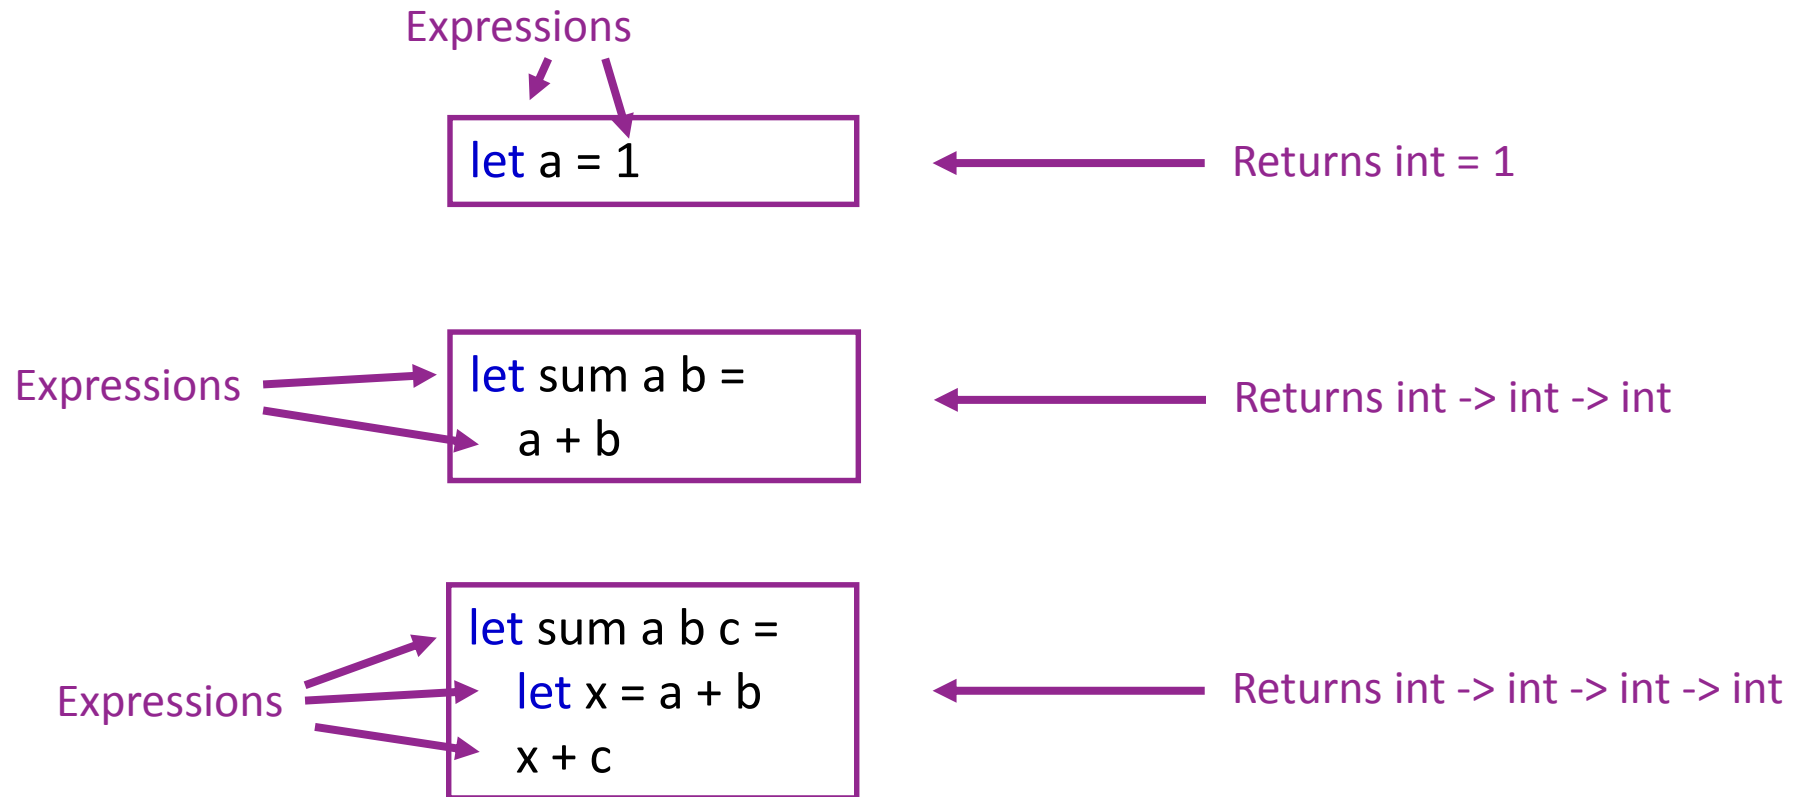 Expressions
let a = 1
Returns int = 1
Expressions
let sum a b =
a + b
Returns int -> int -> int
Expressions
let sum a b c =
let x = a + b
x + c
Returns int -> int -> int -> int